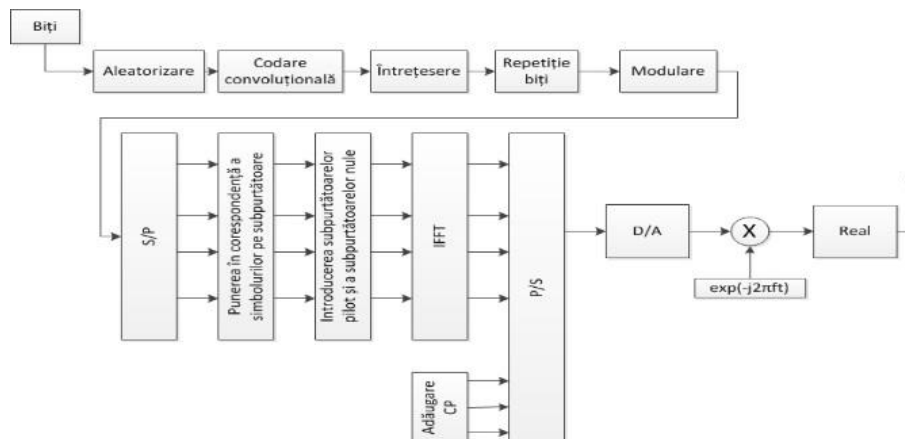 Biți
Aleatorizare
Codare
convoluțională
Întrețesere
Repetiție
biți
Modulare
S/P
Punerea în corespondență a
simbolurilor pe subpurtătoare
Introducerea subpurtătoarelor
pilot și a subpurtătoarelor nule
IFFT
P/S
D/A
X
Real
exp(-j2πft)
Adăugare
CP